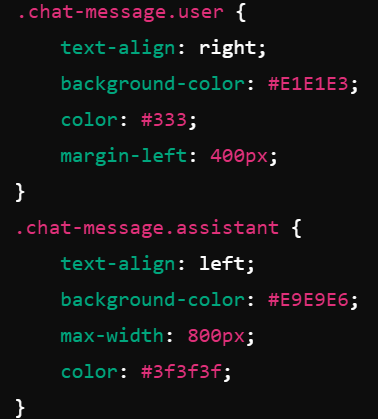 .chat-message.user {
    text-align: right;
    background-color: #E1E1E3;
    color: #333;
    margin-left: 400px;
}
.chat-message.assistant {
    text-align: left;
    background-color: #E9E9E6;
    max-width: 800px;
    color: #3f3f3f;
}